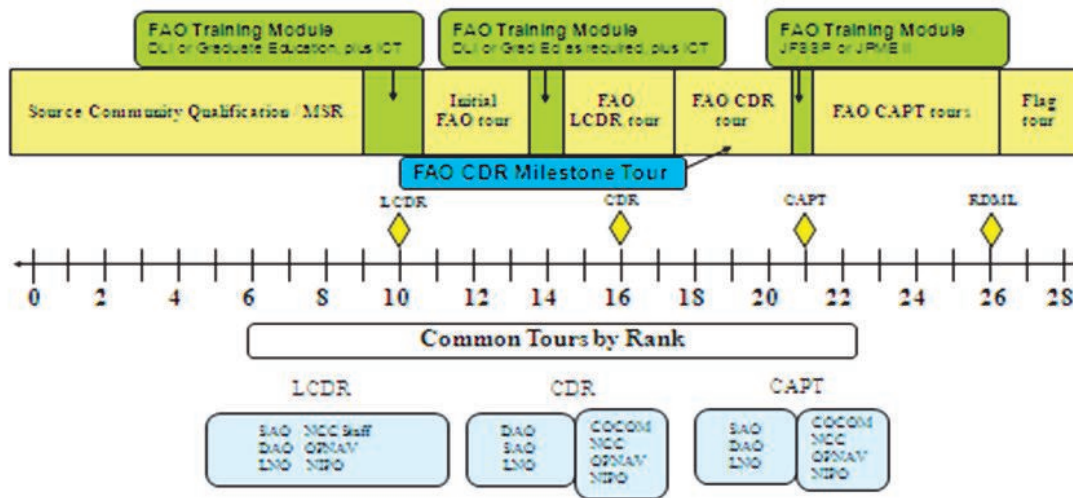 FAO Training Module
DLI or Graduate Education, plus ICT
FAO Training Module
DLI or Grad Ed as required, plus ICT
FAO Training Module
JFSSP or JPME II
Source Community Qualification / MSR
Initial
FAO tour
FAO
LCDR tour
FAO CDR
tour
FAO CAPT tours
Flag
tour
FAO CDR Milestone Tour
LCDR
CDR
CAPT
RDML
0 2 4 6 8 10 12 14 16 18 20 22 24 26 28
Common Tours by Rank
LCDR
CDR
CAPT
SAO NCC Staff
DAO OPNAV
LNO NIPO
DAO
SAO
LNO
COCOM
NCC
OPNAV
NIPO
SAO
DAO
LNO
COCOM
NCC
OPNAV
NIPO